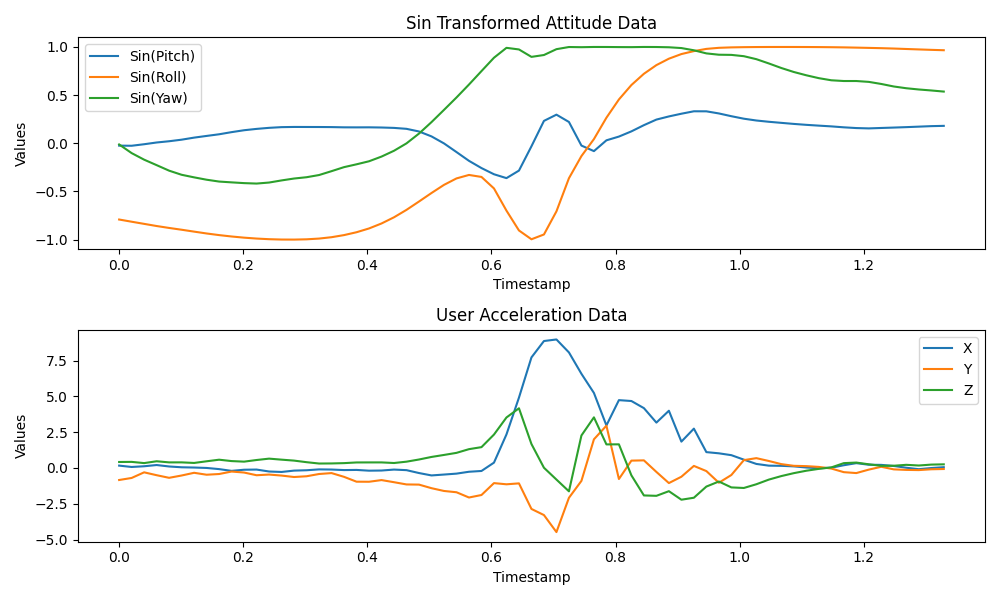 Sin Transformed Attitude Data
Sin(Pitch)
Sin(Roll)
Sin(Yaw)
Values
1.0
0.5
0.0
−0.5
−1.0
0.0 0.2 0.4 0.6 0.8 1.0 1.2
Timestamp
User Acceleration Data
X
Y
Z
Values
7.5
5.0
2.5
0.0
−2.5
−5.0
0.0 0.2 0.4 0.6 0.8 1.0 1.2
Timestamp